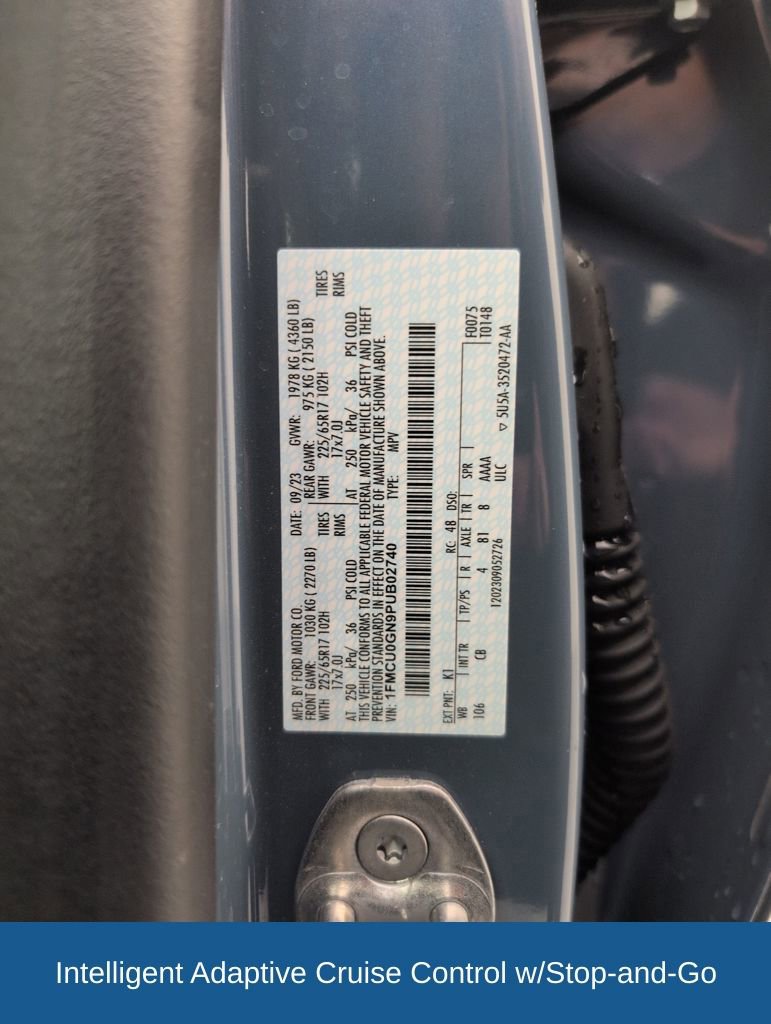 MFD. BY FORD MOTOR CO. DATE: 09/23 GVWR: 1978 KG ( 4360 LB)
FRONT GAWR: 1030 KG ( 2270 LB) REAR GAWR: 975 KG ( 2150 LB)
WITH 225/65R17 102H TIRES WITH 225/65R17 102H TIRES
17x7.0J RIMS 17x7.0J RIMS
AT 250 kPa/ 36 PSI COLD AT 250 kPa/ 36 PSI COLD
THIS VEHICLE CONFORMS TO ALL APPLICABLE FEDERAL MOTOR VEHICLE SAFETY AND THEFT
PREVENTION STANDARDS IN EFFECT ON THE DATE OF MANUFACTURE SHOWN ABOVE.
VIN: 1FMCU0GN9PUB02740 TYPE: MPV
EXT PNT: K1 RC: 48 DSO: F0075
WB INT TR TP/PS R AXLE TR SPR T0148
106 CB 4 81 8 AAAA
1202309052726 ULC ▽ 5U5A-3520472-AA
Intelligent Adaptive Cruise Control w/Stop-and-Go